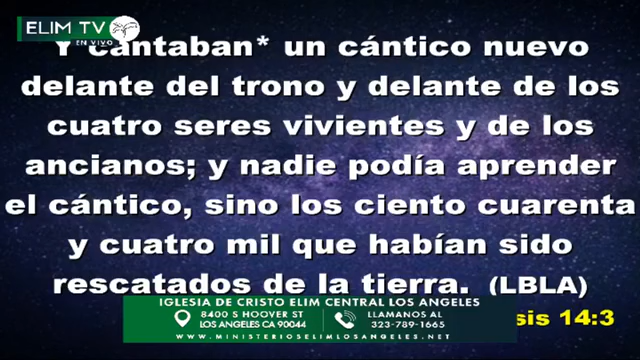 ELIM TV
EN VIVO
Y cantaban* un cántico nuevo
delante del trono y delante de los
cuatro seres vivientes y de los
ancianos; y nadie podía aprender
el cántico, sino los ciento cuarenta
y cuatro mil que habían sido
rescatados de la tierra. (LBLA)
sis 14:3
IGLESIA DE CRISTO ELIM CENTRAL LOS ANGELES
8400 S HOOVER ST
LOS ANGELES CA 90044
LLAMANOS AL
323-789-1665
WWW.MINISTERIOSELIMLOSANGELES.NET